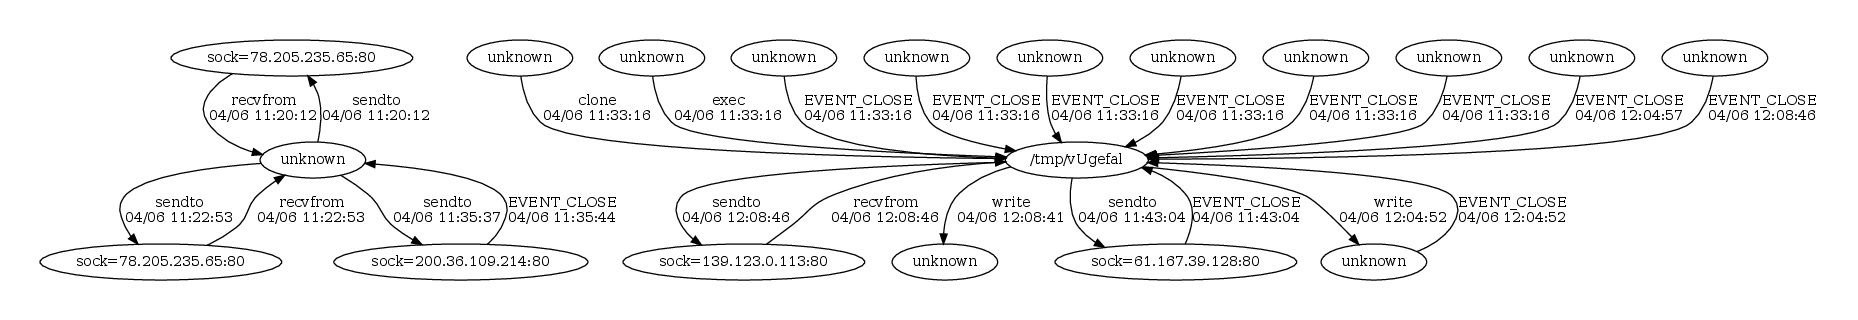 sock=78.205.235.65:80
unknown
unknown
unknown
unknown
unknown
unknown
unknown
unknown
unknown
unknown
recvfrom
04/06 11:20:12
sendto
04/06 11:20:12
clone
04/06 11:33:16
exec
04/06 11:33:16
EVENT_CLOSE
04/06 11:33:16
EVENT_CLOSE
04/06 11:33:16
EVENT_CLOSE
04/06 11:33:16
EVENT_CLOSE
04/06 11:33:16
EVENT_CLOSE
04/06 11:33:16
EVENT_CLOSE
04/06 11:33:16
EVENT_CLOSE
04/06 12:04:57
EVENT_CLOSE
04/06 12:08:46
unknown
/tmp/vUgefal
sendto
04/06 11:22:53
recvfrom
04/06 11:22:53
sendto
04/06 11:35:37
EVENT_CLOSE
04/06 11:35:44
sendto
04/06 12:08:46
recvfrom
04/06 12:08:46
write
04/06 12:08:41
sendto
04/06 11:43:04
EVENT_CLOSE
04/06 11:43:04
write
04/06 12:04:52
EVENT_CLOSE
04/06 12:04:52
sock=78.205.235.65:80
sock=200.36.109.214:80
sock=139.123.0.113:80
unknown
sock=61.167.39.128:80
unknown